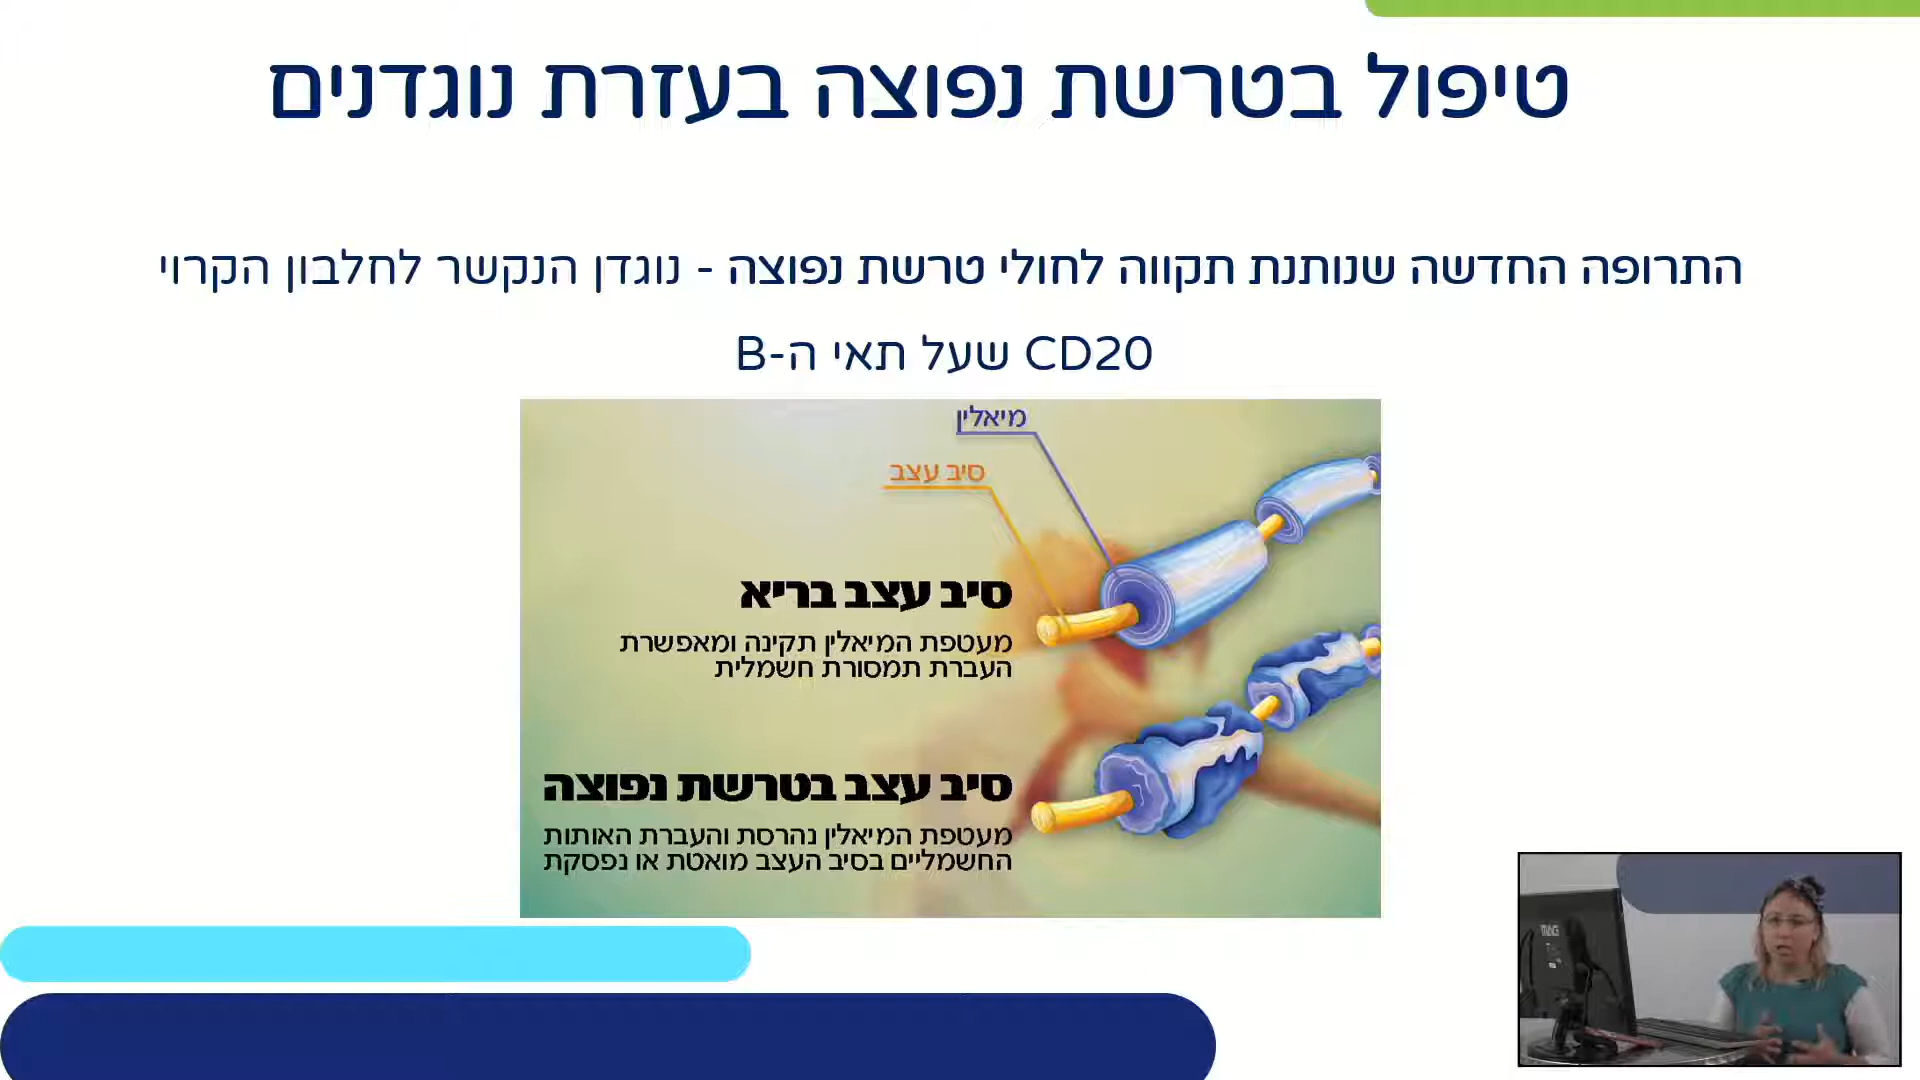 טיפול בטרשת נפוצה בעזרת נוגדנים
התרופה החדשה שנותנת תקווה לחולי טרשת נפוצה - נוגדן הנקשר לחלבון הקרוי
CD20 שעל תאי ה-B
מיאלין
סיב עצב
סיב עצב בריא
מעטפת המיאלין תקינה ומאפשרת
העברת תמסורת חשמלית
סיב עצב בטרשת נפוצה
מעטפת המיאלין נהרסת והעברת האותות
החשמליים בסיב העצב מואטת או נפסקת